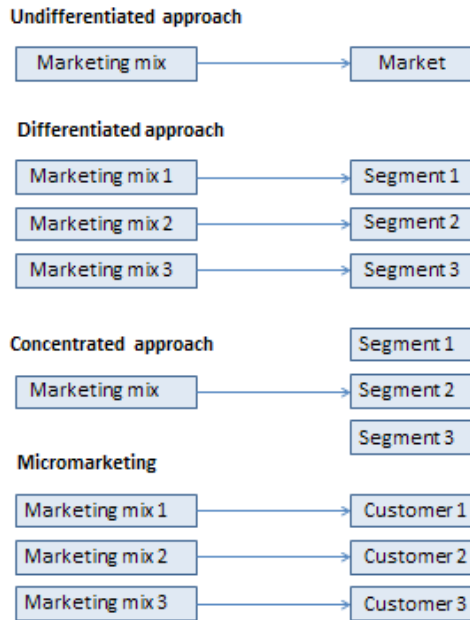 Undifferentiated approach
Marketing mix Market
Differentiated approach
Marketing mix 1 Segment 1
Marketing mix 2 Segment 2
Marketing mix 3 Segment 3
Segment 1
Concentrated approach
Marketing mix Segment 2
Segment 3
Micromarketing
Marketing mix 1 Customer 1
Marketing mix 2 Customer 2
Marketing mix 3 Customer 3